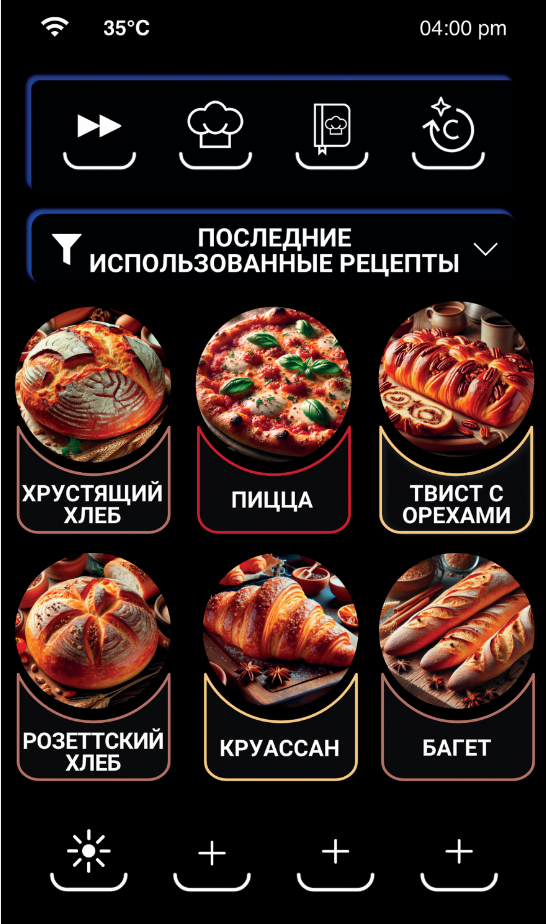 35°C
04:00 pm
C
ПОСЛЕДНИЕ
ИСПОЛЬЗОВАННЫЕ РЕЦЕПТЫ
ХРУСТЯЩИЙ
ХЛЕБ
ПИЦЦА
ТВИСТ С
ОРЕХАМИ
РОЗЕТТСКИЙ
ХЛЕБ
КРУАССАН
БАГЕТ